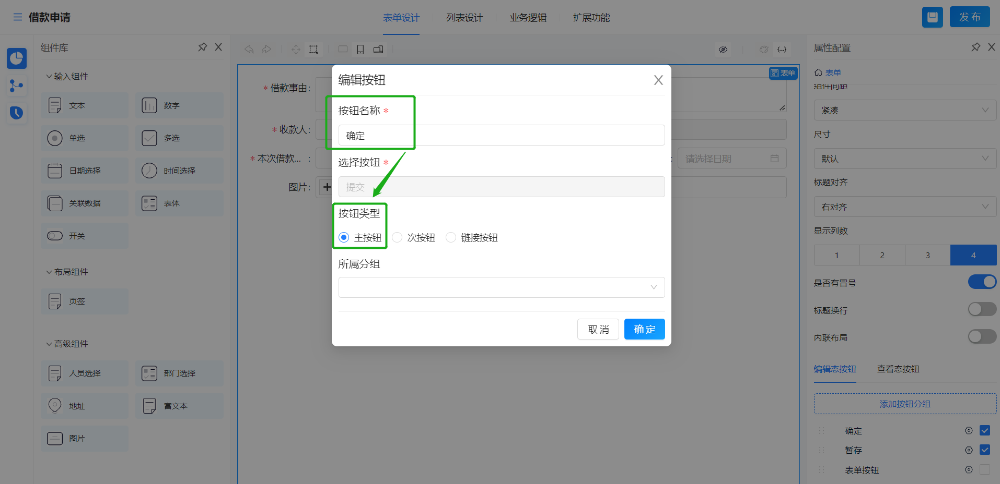 借款申请
表单设计
列表设计
业务逻辑
扩展功能
发布
组件库
输入组件
文本
数字
单选
多选
日期选择
时间选择
关联数据
表体
开关
布局组件
页签
高级组件
人员选择
部门选择
地址
富文本
图片
表单
* 借款事由:
* 收款人:
* 本次借款... :
:
请选择日期
图片:
编辑按钮
按钮名称 *
确定
选择按钮 *
提交
按钮类型
主按钮
次按钮
链接按钮
所属分组
取消
确定
属性配置
表单
组件间距
紧凑
尺寸
默认
标题对齐
右对齐
显示列数
1
2
3
4
是否有冒号
标题换行
内联布局
编辑态按钮
查看态按钮
添加按钮分组
确定
暂存
表单按钮